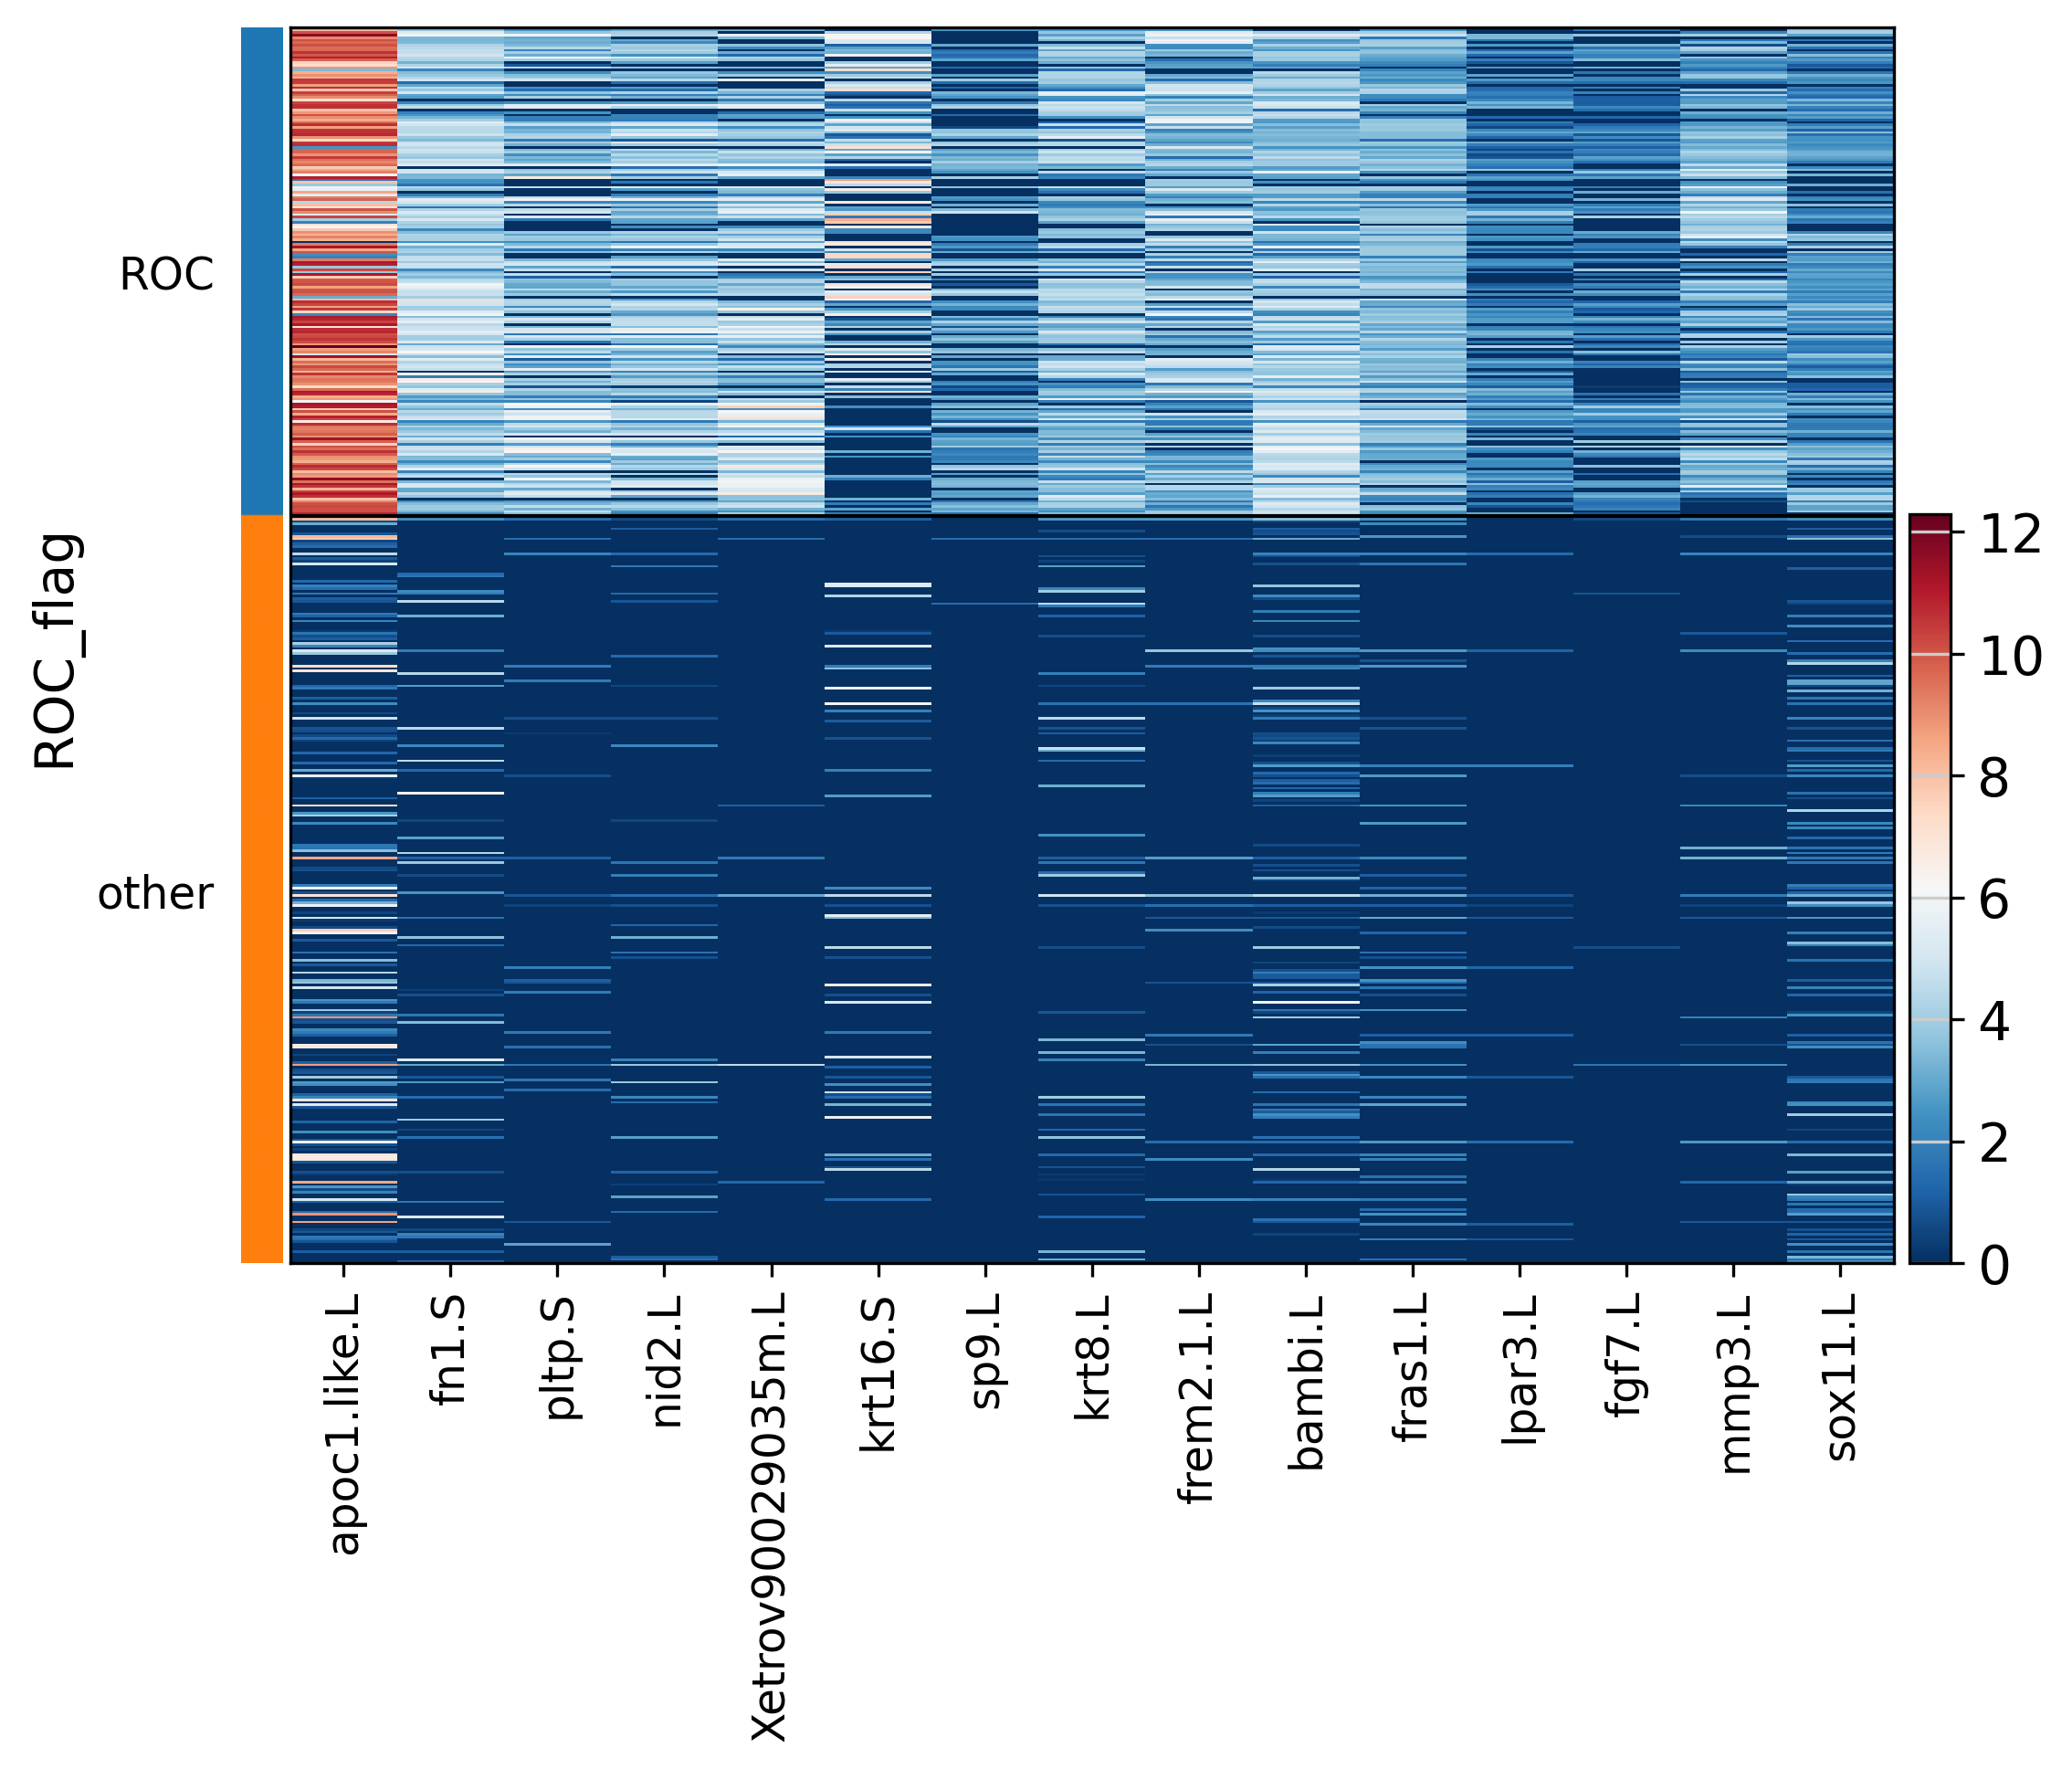 ROC_flag
ROC
other
12
10
8
6
4
2
0
apoc1.like.L
fn1.S
pltp.S
nid2.L
Xetrov90029035m.L
krt16.S
sp9.L
krt8.L
frem2.1.L
bambi.L
fras1.L
lpar3.L
fgf7.L
mmp3.L
sox11.L